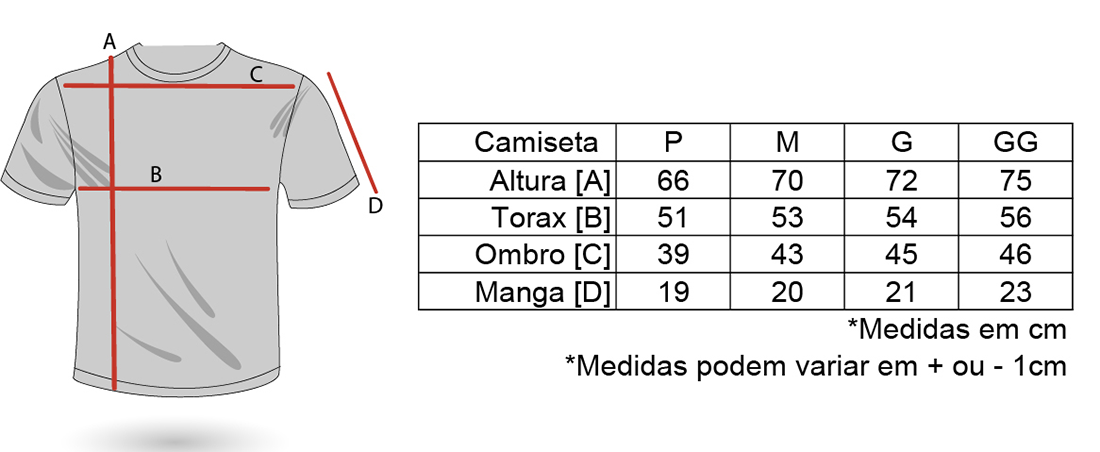 A
C
B
D
Camiseta P M G GG
Altura [A] 66 70 72 75
Torax [B] 51 53 54 56
Ombro [C] 39 43 45 46
Manga [D] 19 20 21 23
*Medidas em cm
*Medidas podem variar em + ou - 1cm